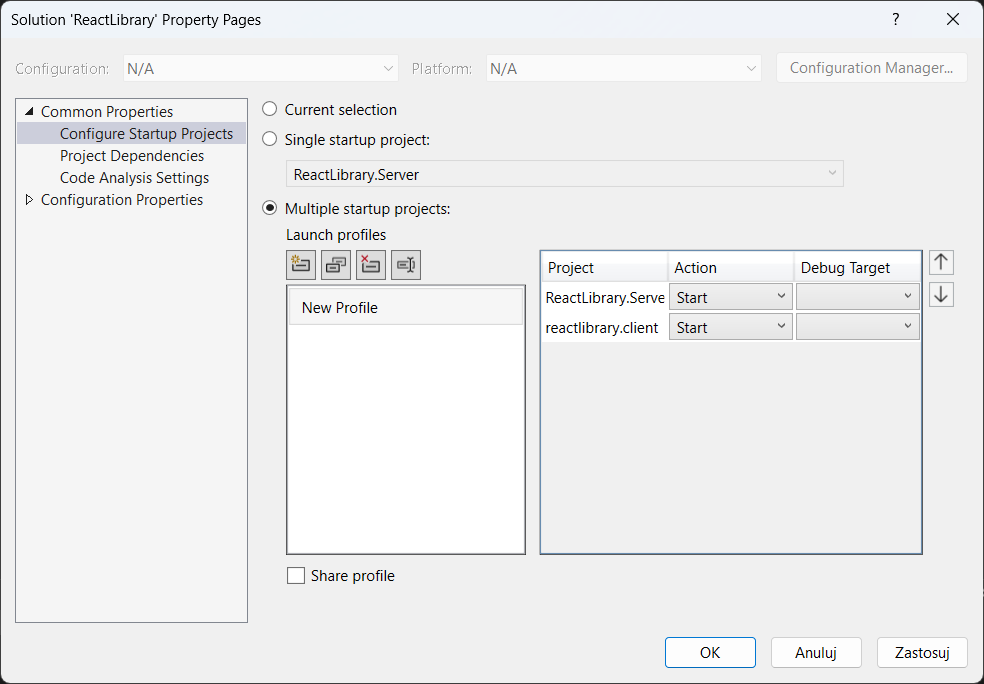 Solution 'ReactLibrary' Property Pages
?
Configuration: N/A Platform: N/A Configuration Manager...
Common Properties
Configure Startup Projects
Project Dependencies
Code Analysis Settings
Configuration Properties
Current selection
Single startup project:
ReactLibrary.Server
Multiple startup projects:
Launch profiles
New Profile
Project Action Debug Target
ReactLibrary.Serve Start
reactlibrary.client Start
Share profile
OK Anuluj Zastosuj